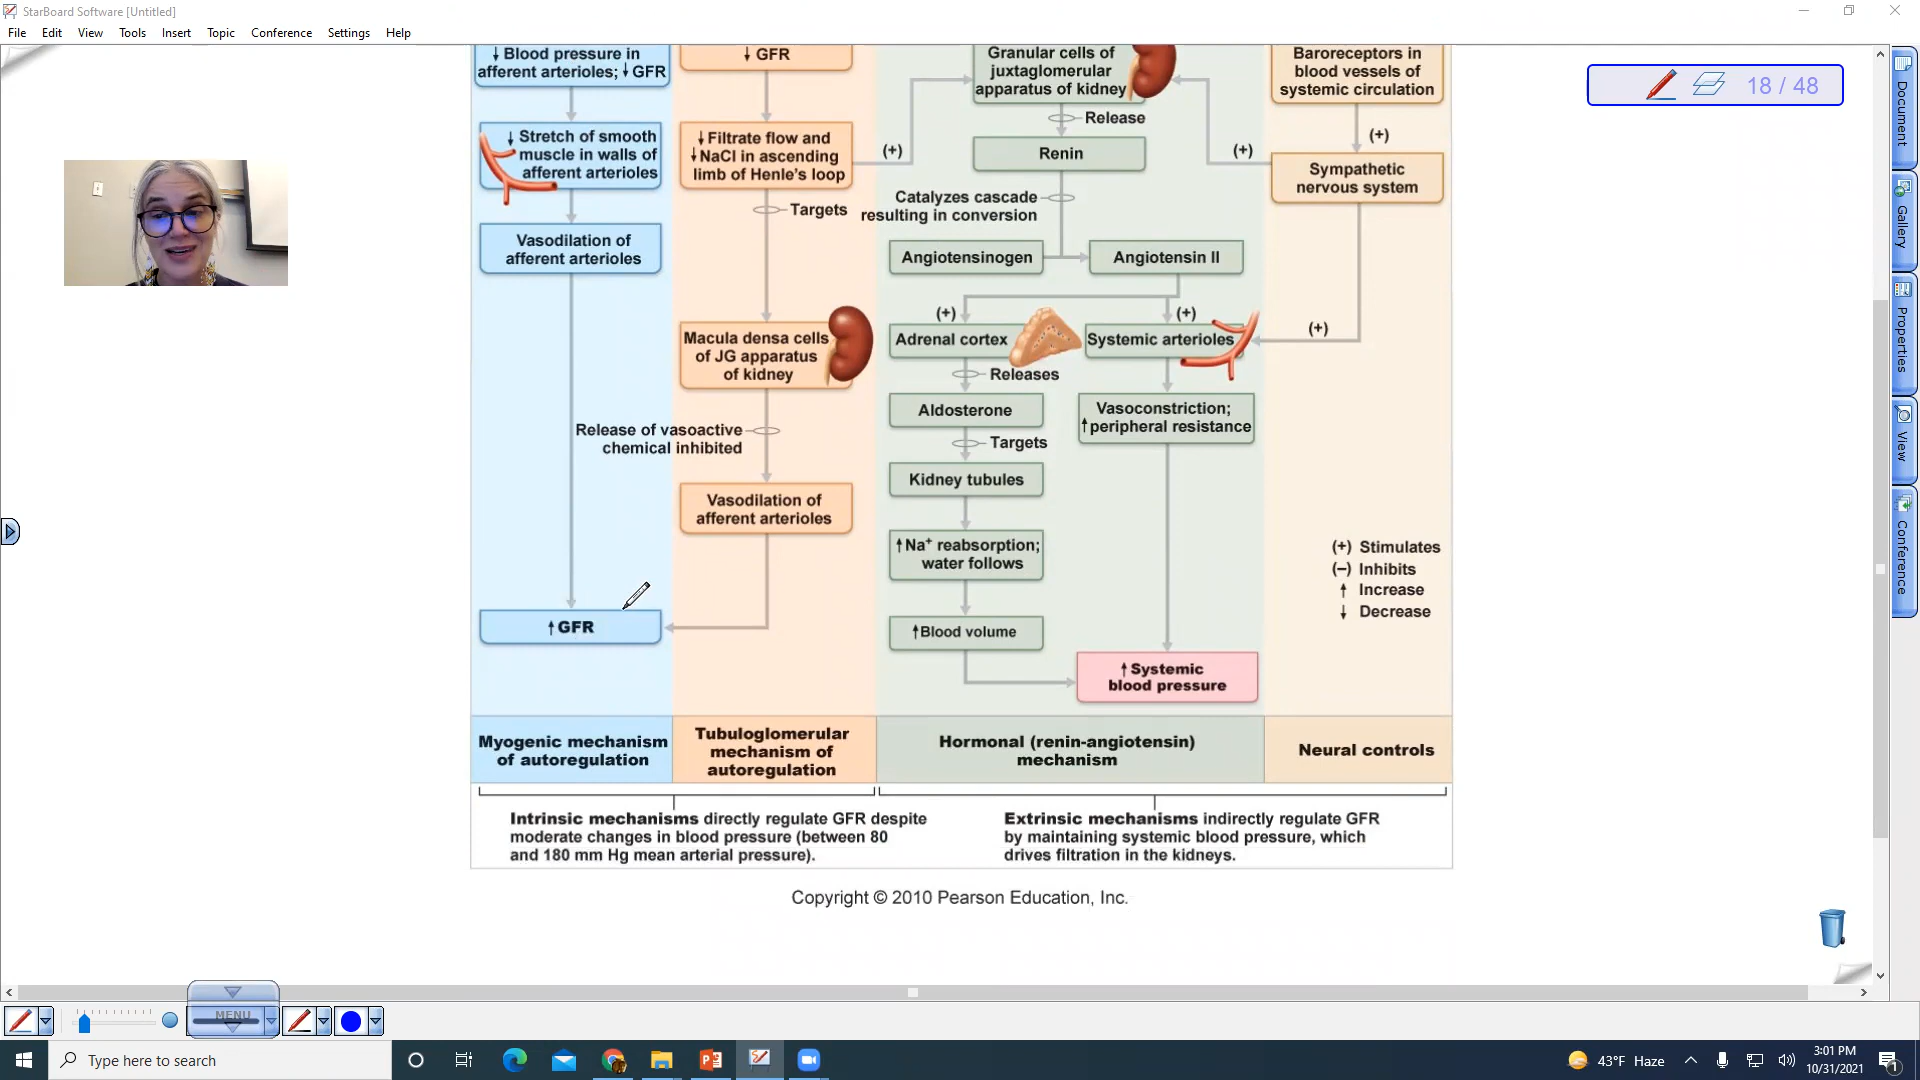 StarBoard Software [Untitled]
File Edit View Tools Insert Topic Conference Settings Help
18 / 48
Document
Gallery
Properties
View
Conference
↓ Blood pressure in
afferent arterioles; ↓ GFR
↓ Stretch of smooth
muscle in walls of
afferent arterioles
Vasodilation of
afferent arterioles
↑ GFR
Myogenic mechanism
of autoregulation
↓ GFR
↓ Filtrate flow and
↓ NaCl in ascending
limb of Henle's loop
Targets
Macula densa cells
of JG apparatus
of kidney
Release of vasoactive
chemical inhibited
Vasodilation of
afferent arterioles
Tubuloglomerular
mechanism of
autoregulation
(+)
Granular cells of
juxtaglomerular
apparatus of kidney
Release
Renin
Catalyzes cascade
resulting in conversion
Angiotensinogen
Angiotensin II
(+)
(+)
Adrenal cortex
Systemic arterioles
Releases
Aldosterone
Vasoconstriction;
↑ peripheral resistance
Targets
Kidney tubules
↑ Na+ reabsorption;
water follows
↑ Blood volume
↑ Systemic
blood pressure
Hormonal (renin-angiotensin)
mechanism
Baroreceptors in
blood vessels of
systemic circulation
(+)
(+)
Sympathetic
nervous system
(+)
(+) Stimulates
(–) Inhibits
↑ Increase
↓ Decrease
Neural controls
Intrinsic mechanisms directly regulate GFR despite
moderate changes in blood pressure (between 80
and 180 mm Hg mean arterial pressure).
Extrinsic mechanisms indirectly regulate GFR
by maintaining systemic blood pressure, which
drives filtration in the kidneys.
Copyright © 2010 Pearson Education, Inc.
MENU
Type here to search
43°F Haze
3:01 PM
10/31/2021
1